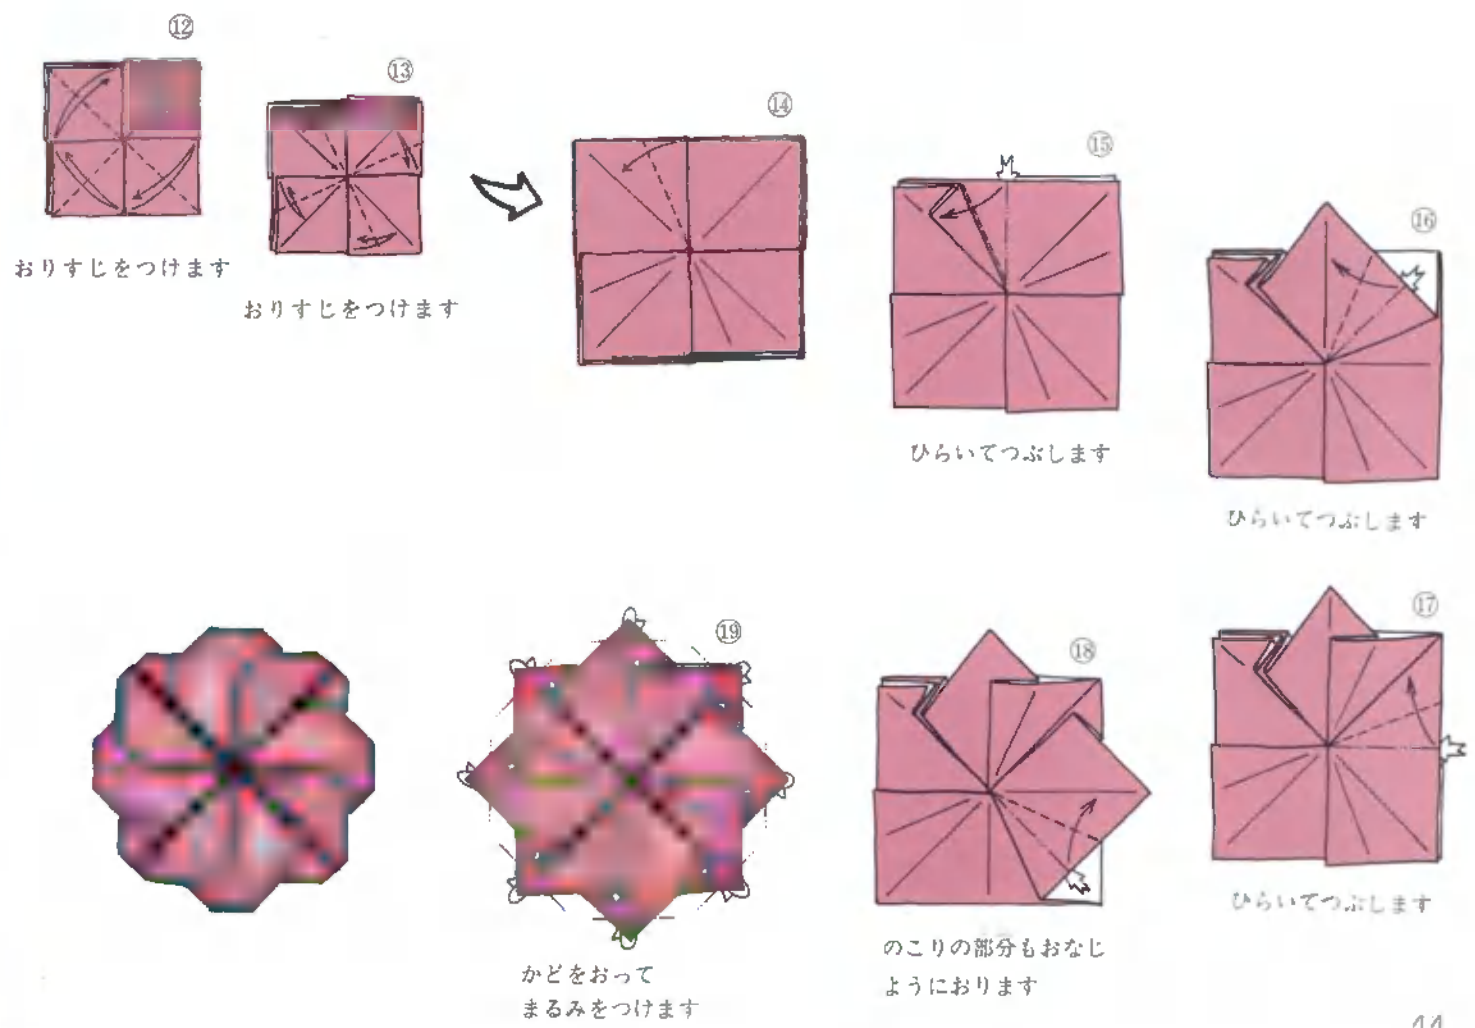 ⑫
おりすじをつけます
⑬
おりすじをつけます
⑭
⑮
ひらいてつぶします
⑯
ひらいてつぶします
⑰
ひらいてつぶします
⑱
のこりの部分もおなじ
ようにおります
⑲
かどをおって
まるみをつけます